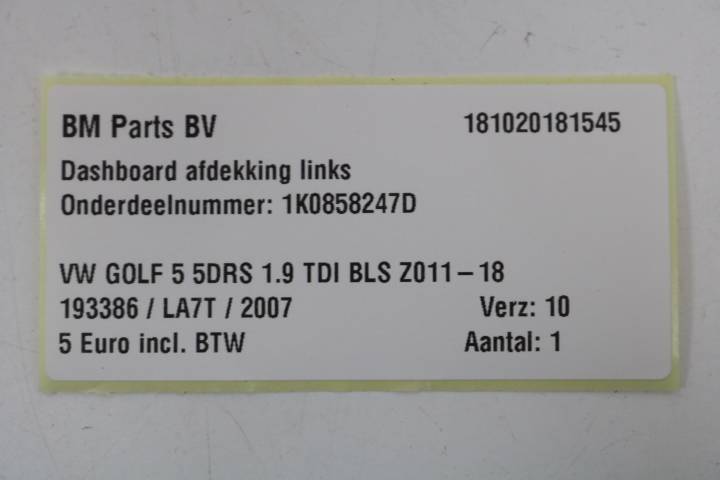 BM Parts BV 181020181545
Dashboard afdekking links
Onderdeelnummer: 1K0858247D
VW GOLF 5 5DRS 1.9 TDI BLS Z011-18
193386 / LA7T / 2007 Verz: 10
5 Euro incl. BTW Aantal: 1